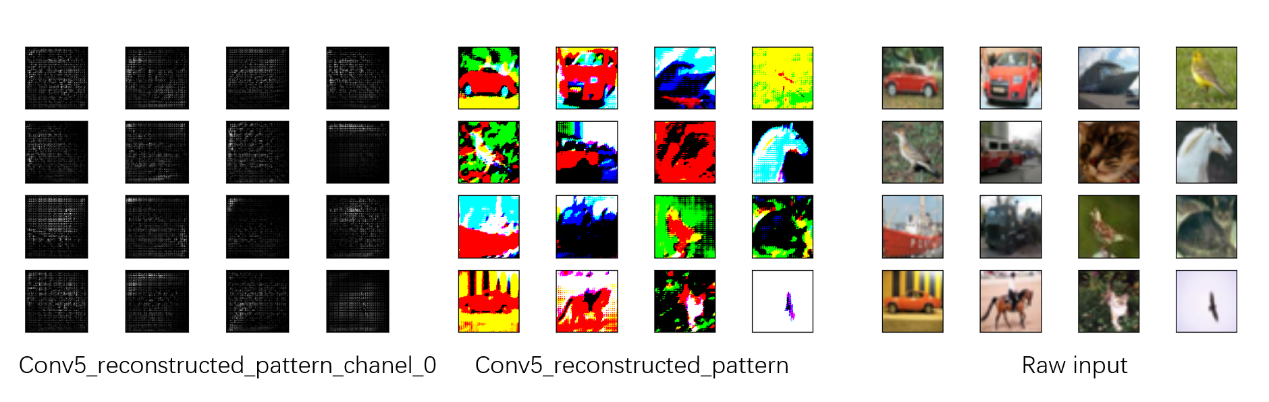 Conv5_reconstructed_pattern_chanel_0
Conv5_reconstructed_pattern
Raw input